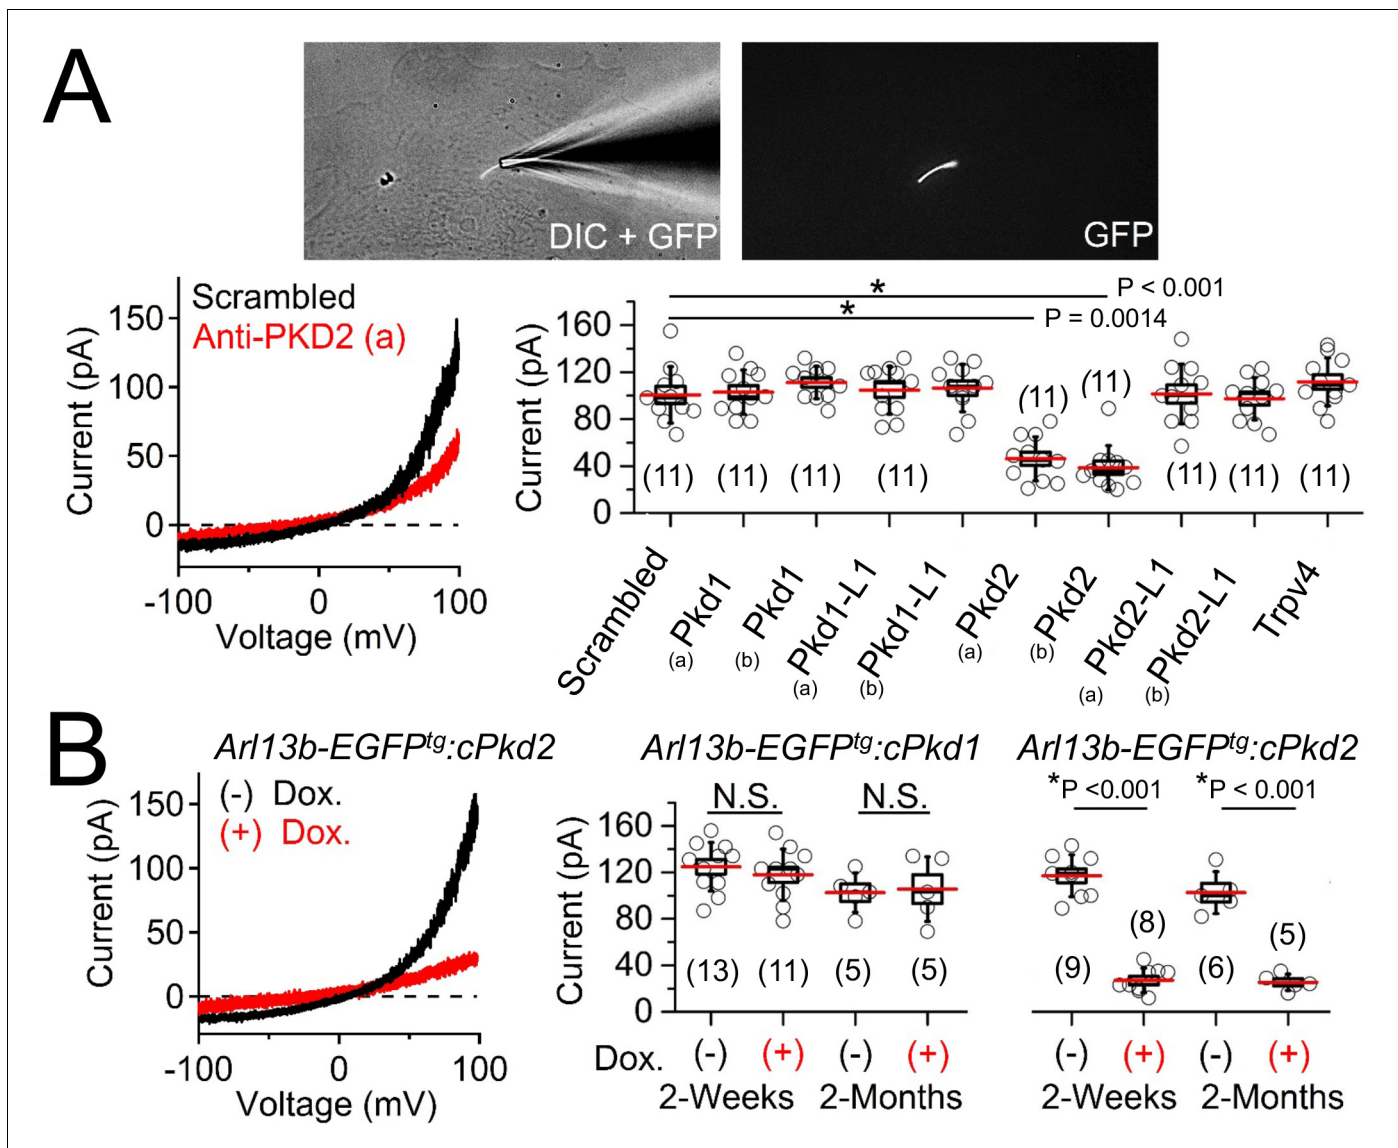 A
DIC + GFP
GFP
Scrambled
Anti-PKD2 (a)
Current (pA)
150
100
50
0
-100
0
100
Voltage (mV)
Current (pA)
160
120
80
40
0
*
P < 0.001
*
P = 0.0014
(11)
(11)
(11)
(11)
(11)
(11)
(11)
(11)
(11)
Scrambled
(a) Pkd1
(b) Pkd1
(a) Pkd1-L1
(b) Pkd1-L1
(a) Pkd2
(b) Pkd2
(a) Pkd2-L1
(b) Pkd2-L1
Trpv4
B
Arl13b-EGFPtg:cPkd2
(-) Dox.
(+) Dox.
Current (pA)
150
100
50
0
-100
0
100
Voltage (mV)
Arl13b-EGFPtg:cPkd1
N.S.
N.S.
Current (pA)
160
120
80
40
0
(13)
(11)
(5)
(5)
Dox. (-) (+) (-) (+)
2-Weeks 2-Months
Arl13b-EGFPtg:cPkd2
*P <0.001
*P < 0.001
(8)
(5)
(9)
(6)
(-) (+) (-) (+)
2-Weeks 2-Months